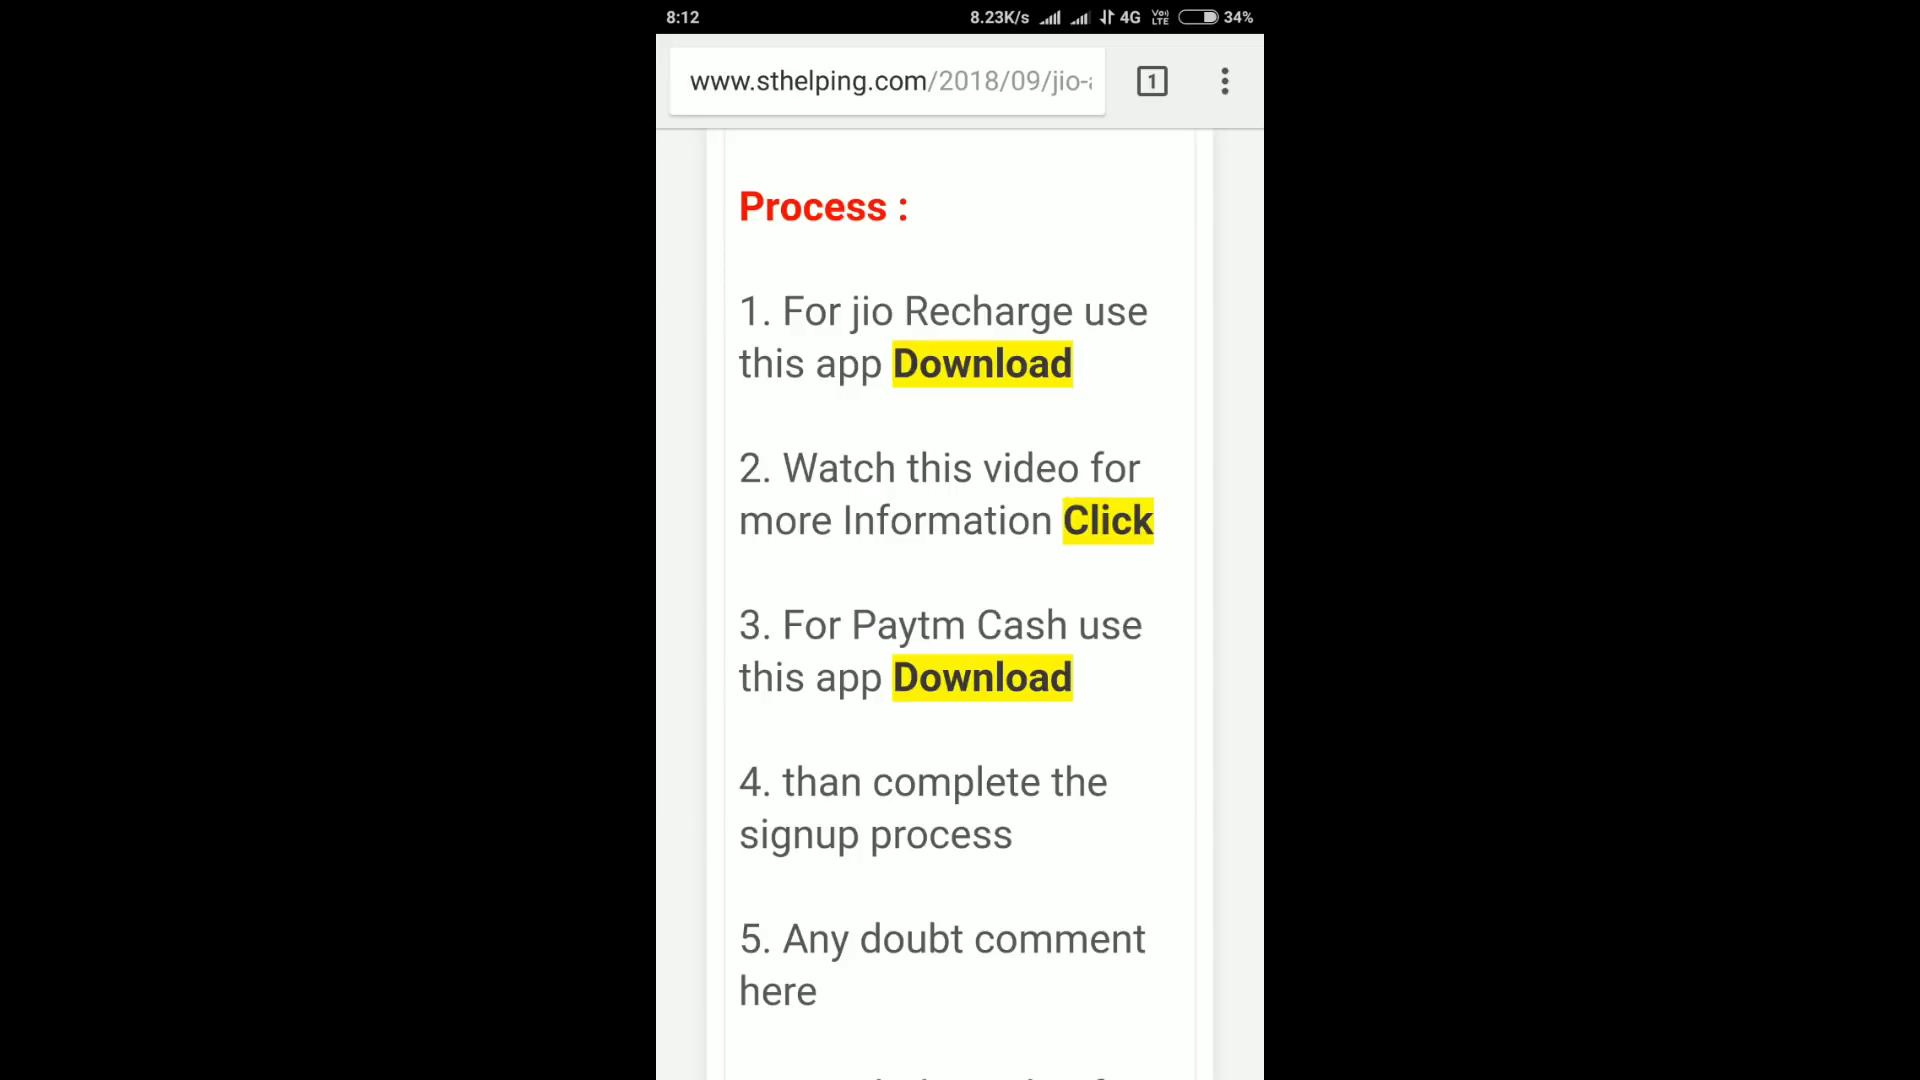 8:12 8.23K/s 4G VoLTE 34%
www.sthelping.com/2018/09/jio-
1
Process :
1. For jio Recharge use
this app Download
2. Watch this video for
more Information Click
3. For Paytm Cash use
this app Download
4. than complete the
signup process
5. Any doubt comment
here